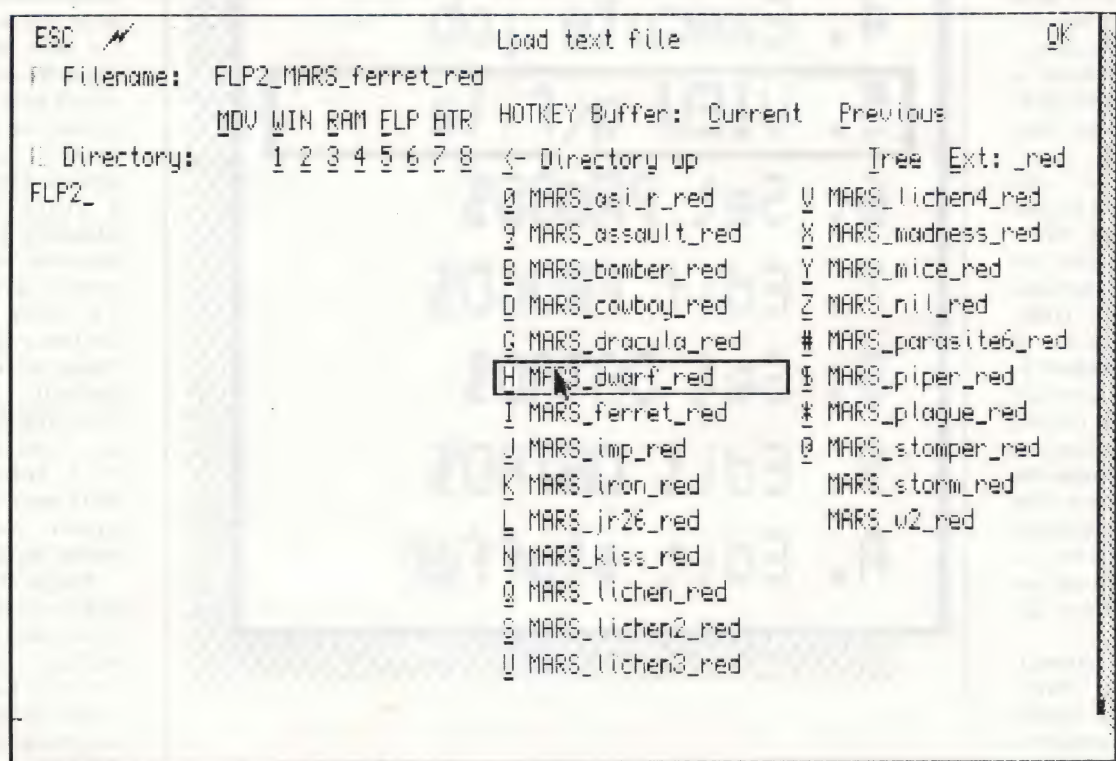 ESC Load text file OK
Filename: FLP2_MARS_ferret_red
MDV WIN RAM FLP ATR HOTKEY Buffer: Current Previous
Directory: 1 2 3 4 5 6 7 8 <- Directory up Tree Ext: _red
FLP2_
0 MARS_asi_r_red
9 MARS_assault_red
B MARS_bomber_red
D MARS_cowboy_red
G MARS_dracula_red
H MARS_dwarf_red
I MARS_ferret_red
J MARS_imp_red
K MARS_iron_red
L MARS_jr26_red
N MARS_kiss_red
Q MARS_lichen_red
S MARS_lichen2_red
U MARS_lichen3_red
V MARS_lichen4_red
X MARS_madness_red
Y MARS_mice_red
Z MARS_nil_red
# MARS_parasite6_red
$ MARS_piper_red
* MARS_plague_red
@ MARS_stomper_red
MARS_storm_red
MARS_u2_red